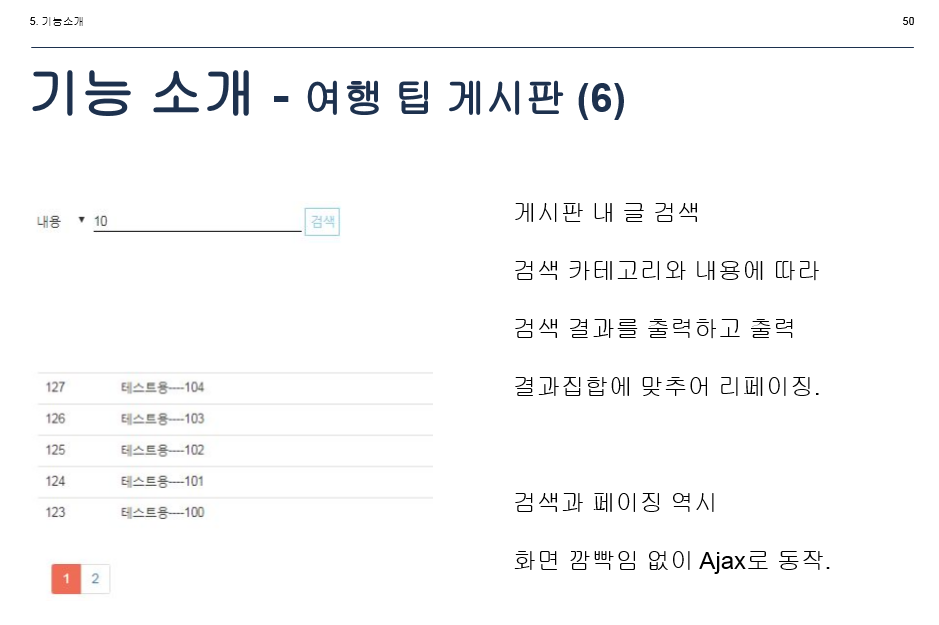 5. 기능소개 50
기능 소개 - 여행 팁 게시판 (6)
내용 ▼ 10 검색
127 테스트용----104
126 테스트용----103
125 테스트용----102
124 테스트용----101
123 테스트용----100
1 2
게시판 내 글 검색
검색 카테고리와 내용에 따라
검색 결과를 출력하고 출력
결과집합에 맞추어 리페이징.
검색과 페이징 역시
화면 깜빡임 없이 Ajax로 동작.